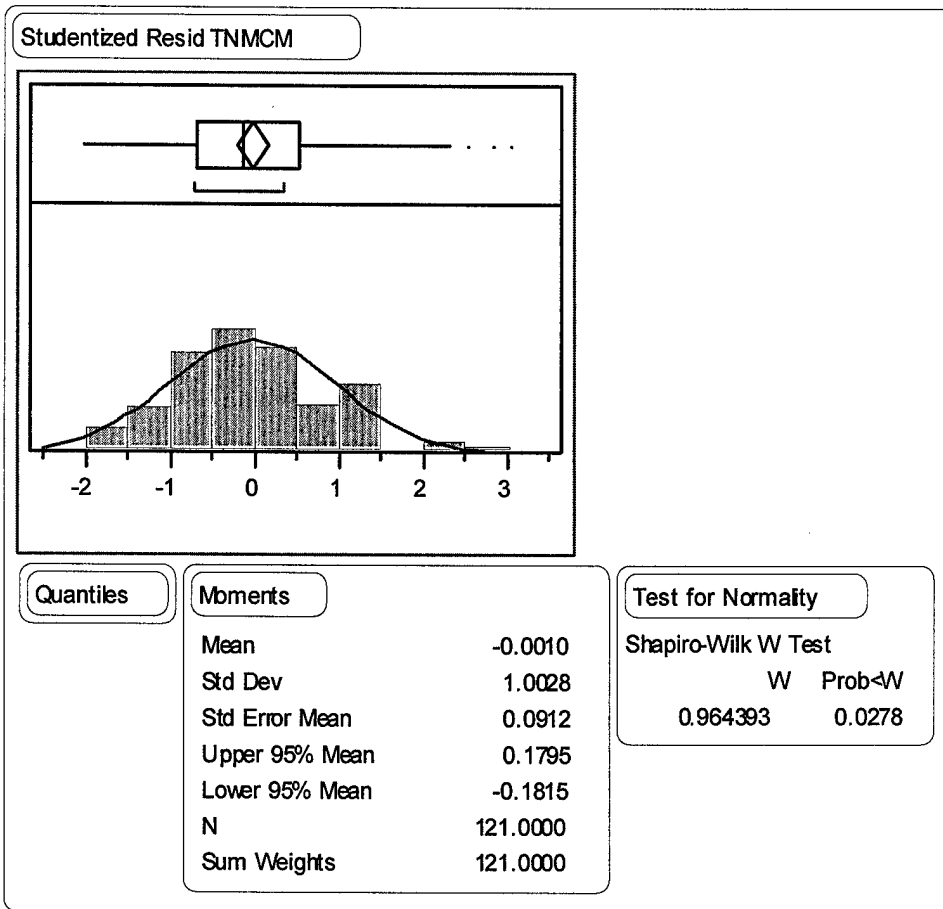 Studentized Resid TNMCM
-2 -1 0 1 2 3
Quantiles
Moments
Mean -0.0010
Std Dev 1.0028
Std Error Mean 0.0912
Upper 95% Mean 0.1795
Lower 95% Mean -0.1815
N 121.0000
Sum Weights 121.0000
Test for Normality
Shapiro-Wilk W Test
W Prob<W
0.964393 0.0278